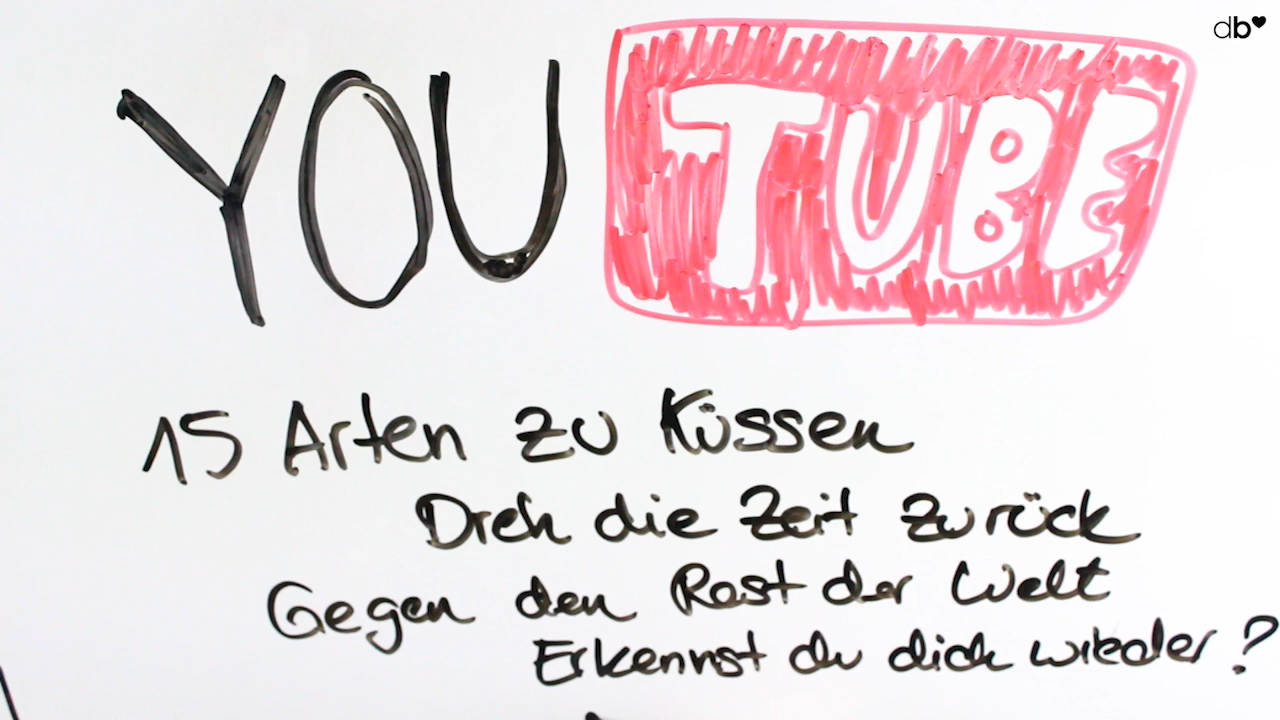 db
YOU TUBE
15 Arten zu Küssen
Dreh die Zeit zurück
Gegen den Rest der Welt
Erkennst du dich wieder?